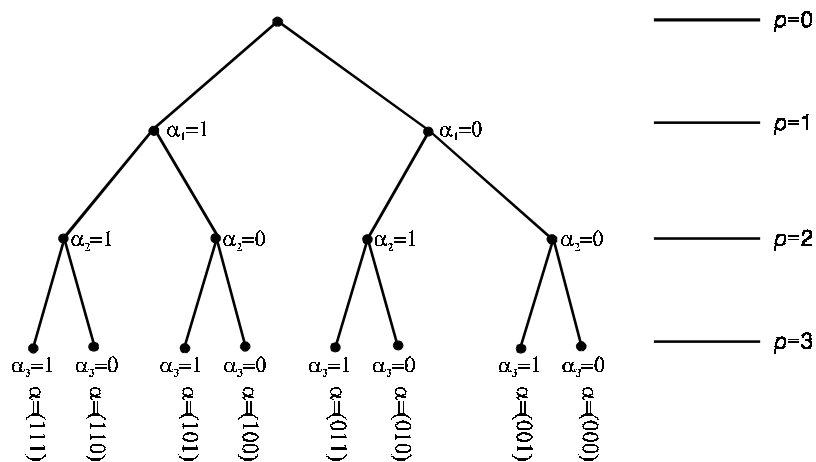 p=0
α₁=1 α₁=0 p=1
α₂=1 α₂=0 α₂=1 α₂=0 p=2
p=3
α₃=1 α₃=0 α₃=1 α₃=0 α₃=1 α₃=0 α₃=1 α₃=0
α=(111)
α=(110)
α=(101)
α=(100)
α=(011)
α=(010)
α=(001)
α=(000)